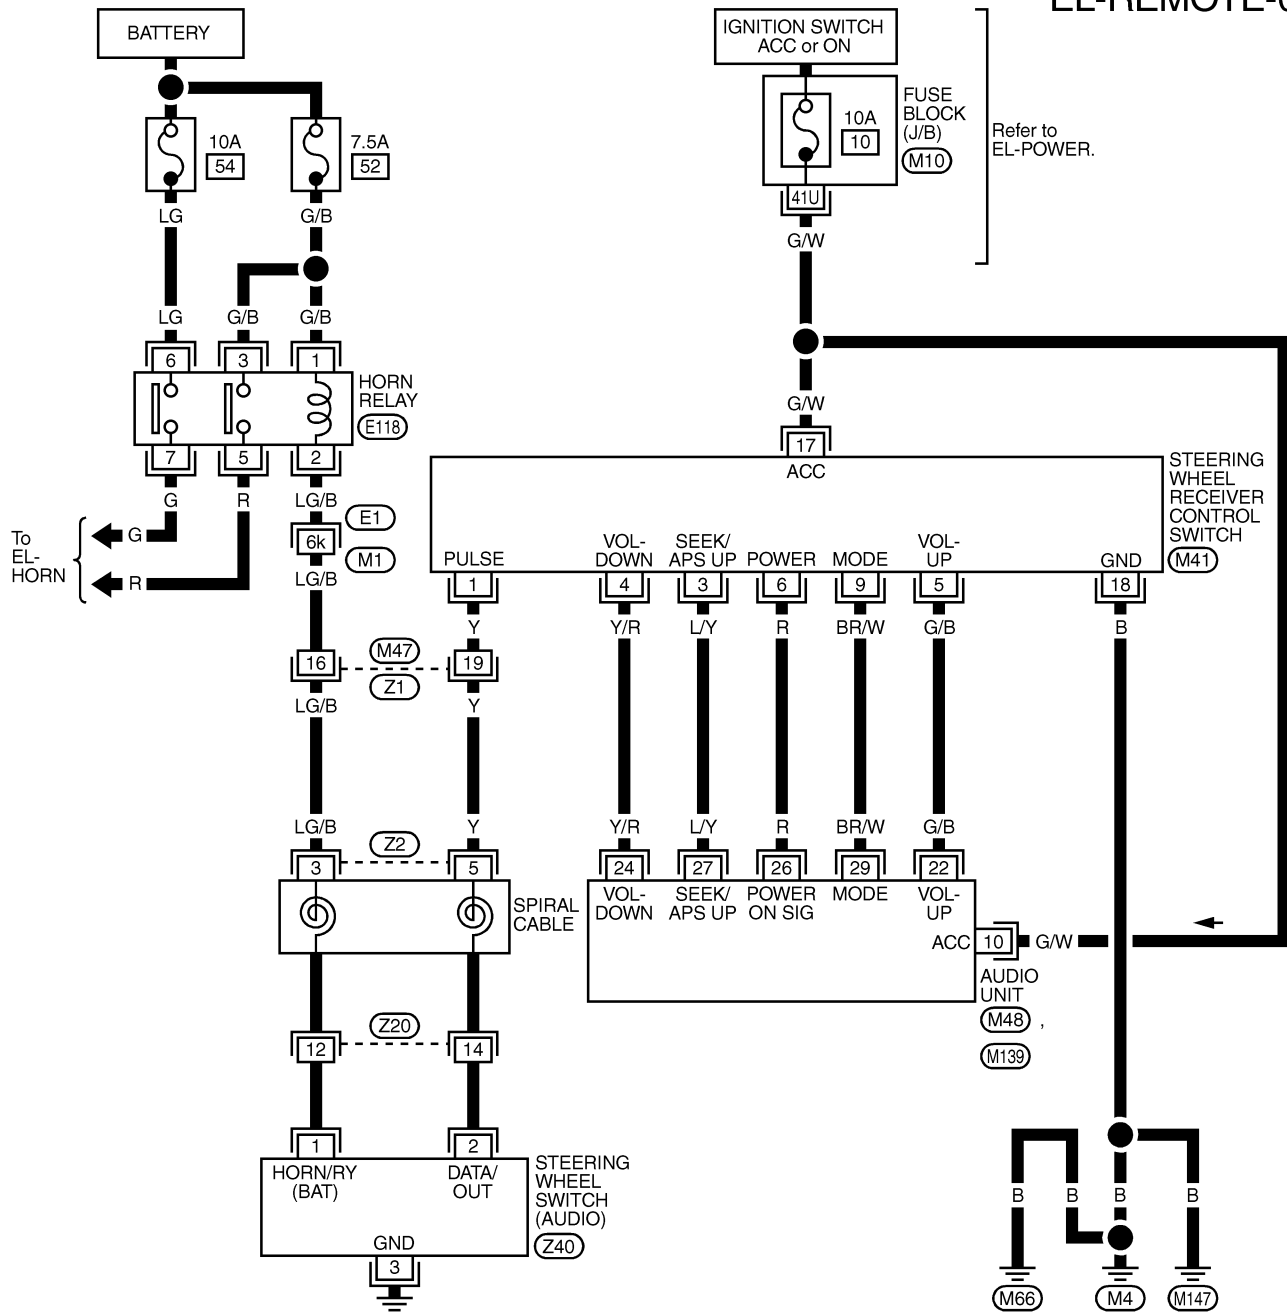 EL-REMOTE-
BATTERY
IGNITION SWITCH
ACC or ON
10A
54
7.5A
52
10A
10
FUSE
BLOCK
(J/B)
M10
Refer to
EL-POWER.
41U
LG
G/B
G/W
LG
G/B
G/B
6
3
1
HORN
RELAY
E118
G/W
17
7
5
2
ACC
STEERING
WHEEL
RECEIVER
CONTROL
SWITCH
M41
G
R
LG/B
E1
To
EL-
HORN
G
R
6k
M1
LG/B
PULSE
VOL-
DOWN
SEEK/
APS UP
POWER
MODE
VOL-
UP
GND
1
4
3
6
9
5
18
Y
Y/R
L/Y
R
BR/W
G/B
B
16
M47
Z1
19
LG/B
Y
LG/B
Y
Y/R
L/Y
R
BR/W
G/B
3
Z2
5
24
27
26
29
22
SPIRAL
CABLE
VOL-
DOWN
SEEK/
APS UP
POWER
ON SIG
MODE
VOL-
UP
ACC
10
G/W
AUDIO
UNIT
M48 ,
M139
12
Z20
14
1
2
HORN/RY
(BAT)
DATA/
OUT
STEERING
WHEEL
SWITCH
(AUDIO)
Z40
GND
3
B
B
B
B
M66
M4
M147